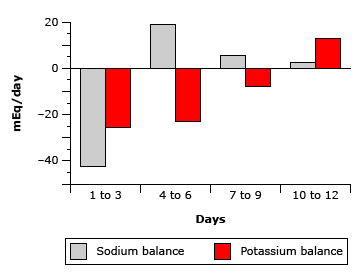 20
0
−20
−40
mEq/day
1 to 3 4 to 6 7 to 9 10 to 12
Days
Sodium balance Potassium balance